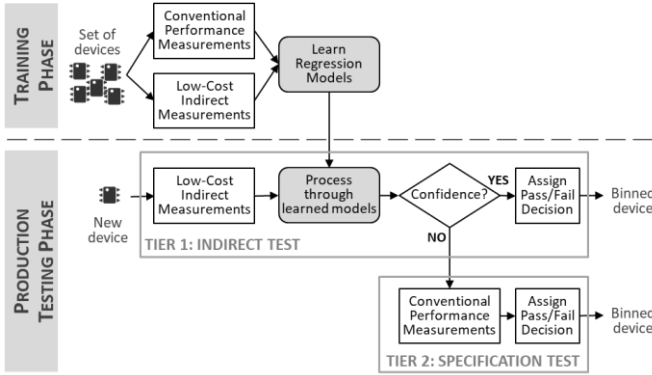 TRAINING
PHASE
Set of
devices
Conventional
Performance
Measurements
Low-Cost
Indirect
Measurements
Learn
Regression
Models
PRODUCTION
TESTING PHASE
New
device
Low-Cost
Indirect
Measurements
Process
through
learned models
Confidence?
YES
NO
Assign
Pass/Fail
Decision
Binned
device
TIER 1: INDIRECT TEST
Conventional
Performance
Measurements
Assign
Pass/Fail
Decision
Binned
device
TIER 2: SPECIFICATION TEST